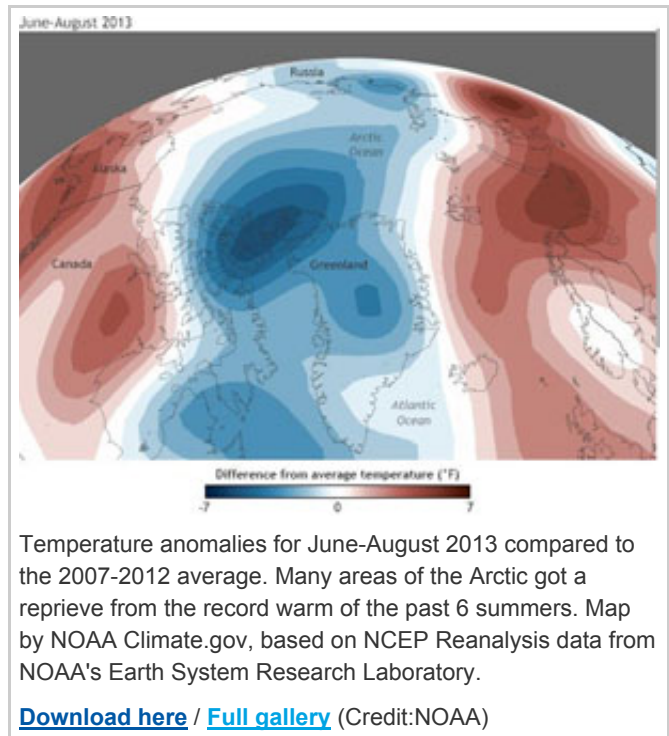 June-August 2013
Russia
Arctic
Ocean
Alaska
Canada
Greenland
Atlantic
Ocean
Difference from average temperature (°F)
-7 0 7
Temperature anomalies for June-August 2013 compared to
the 2007-2012 average. Many areas of the Arctic got a
reprieve from the record warm of the past 6 summers. Map
by NOAA Climate.gov, based on NCEP Reanalysis data from
NOAA's Earth System Research Laboratory.
Download here / Full gallery (Credit:NOAA)